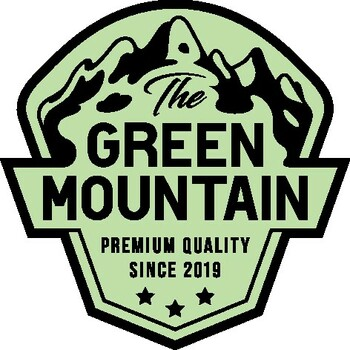 The
GREEN
MOUNTAIN
PREMIUM QUALITY
SINCE 2019